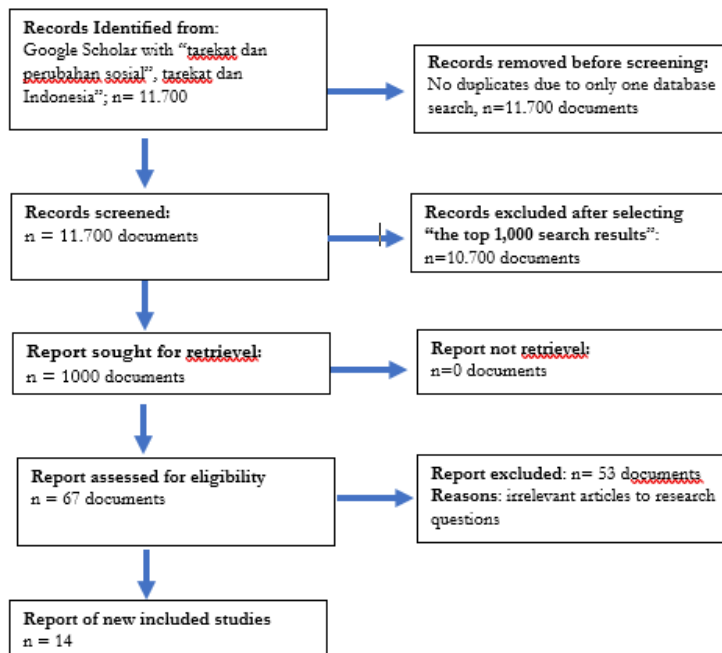 Records Identified from:
Google Scholar with “tarekat dan
perubahan sosial”, tarekat dan
Indonesia”; n= 11.700
Records removed before screening:
No duplicates due to only one database
search, n=11.700 documents
Records screened:
n = 11.700 documents
Records excluded after selecting
“the top 1,000 search results”:
n=10.700 documents
Report sought for retrievel:
n = 1000 documents
Report not retrievel:
n=0 documents
Report assessed for eligibility
n = 67 documents
Report excluded: n= 53 documents
Reasons: irrelevant articles to research
questions
Report of new included studies
n = 14